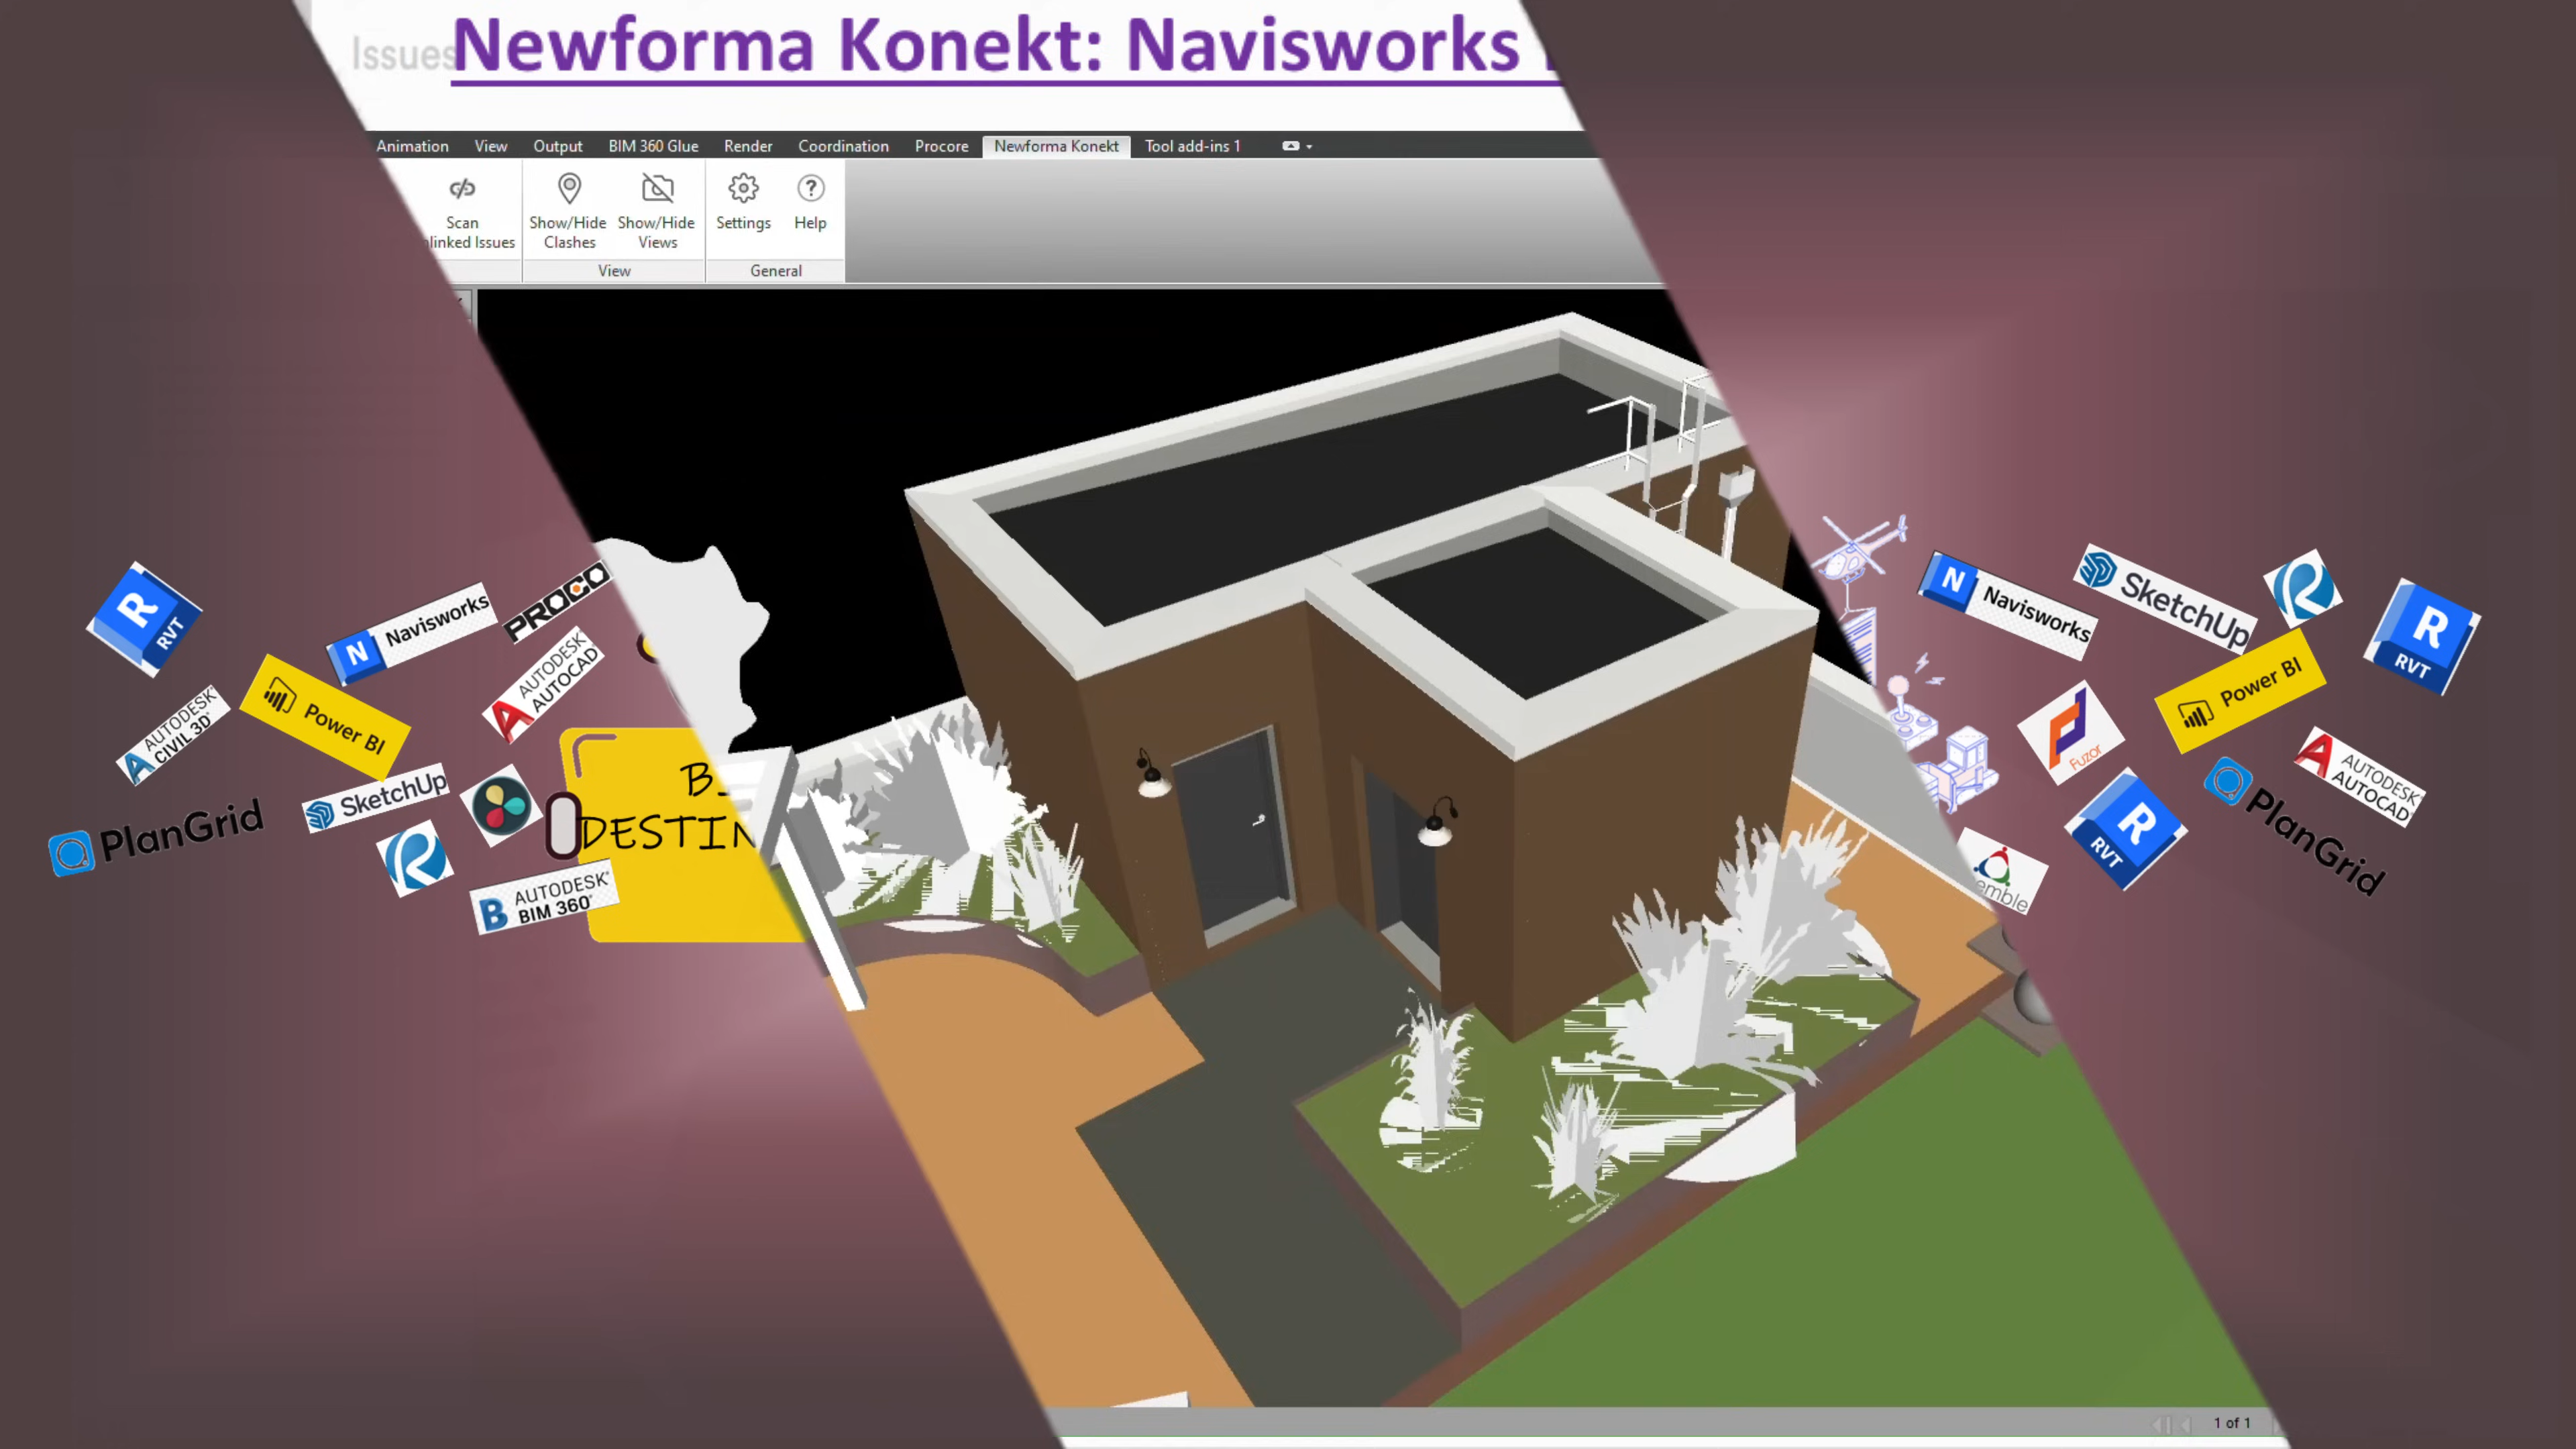 Issues
Newforma Konekt: Navisworks
Animation View Output BIM 360 Glue Render Coordination Procore Newforma Konekt Tool add-ins 1
Scan
linked Issues
Show/Hide
Clashes
Show/Hide
Views
Settings
Help
View
General
R
RVT
N Navisworks
PROCO
AUTODESK
AUTOCAD
Power BI
AUTODESK
CIVIL 3D
SketchUp
PlanGrid
R
B
AUTODESK
BIM 360
DESTIN
N Navisworks
SketchUp
R
R
RVT
Power BI
Fuzor
AUTODESK
AUTOCAD
PlanGrid
R
RVT
emble
1 of 1